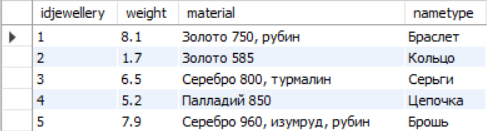 idjewellery weight material nametype
1 8.1 Золото 750, рубин Браслет
2 1.7 Золото 585 Кольцо
3 6.5 Серебро 800, турмалин Серьги
4 5.2 Палладий 850 Цепочка
5 7.9 Серебро 960, изумруд, рубин Брошь